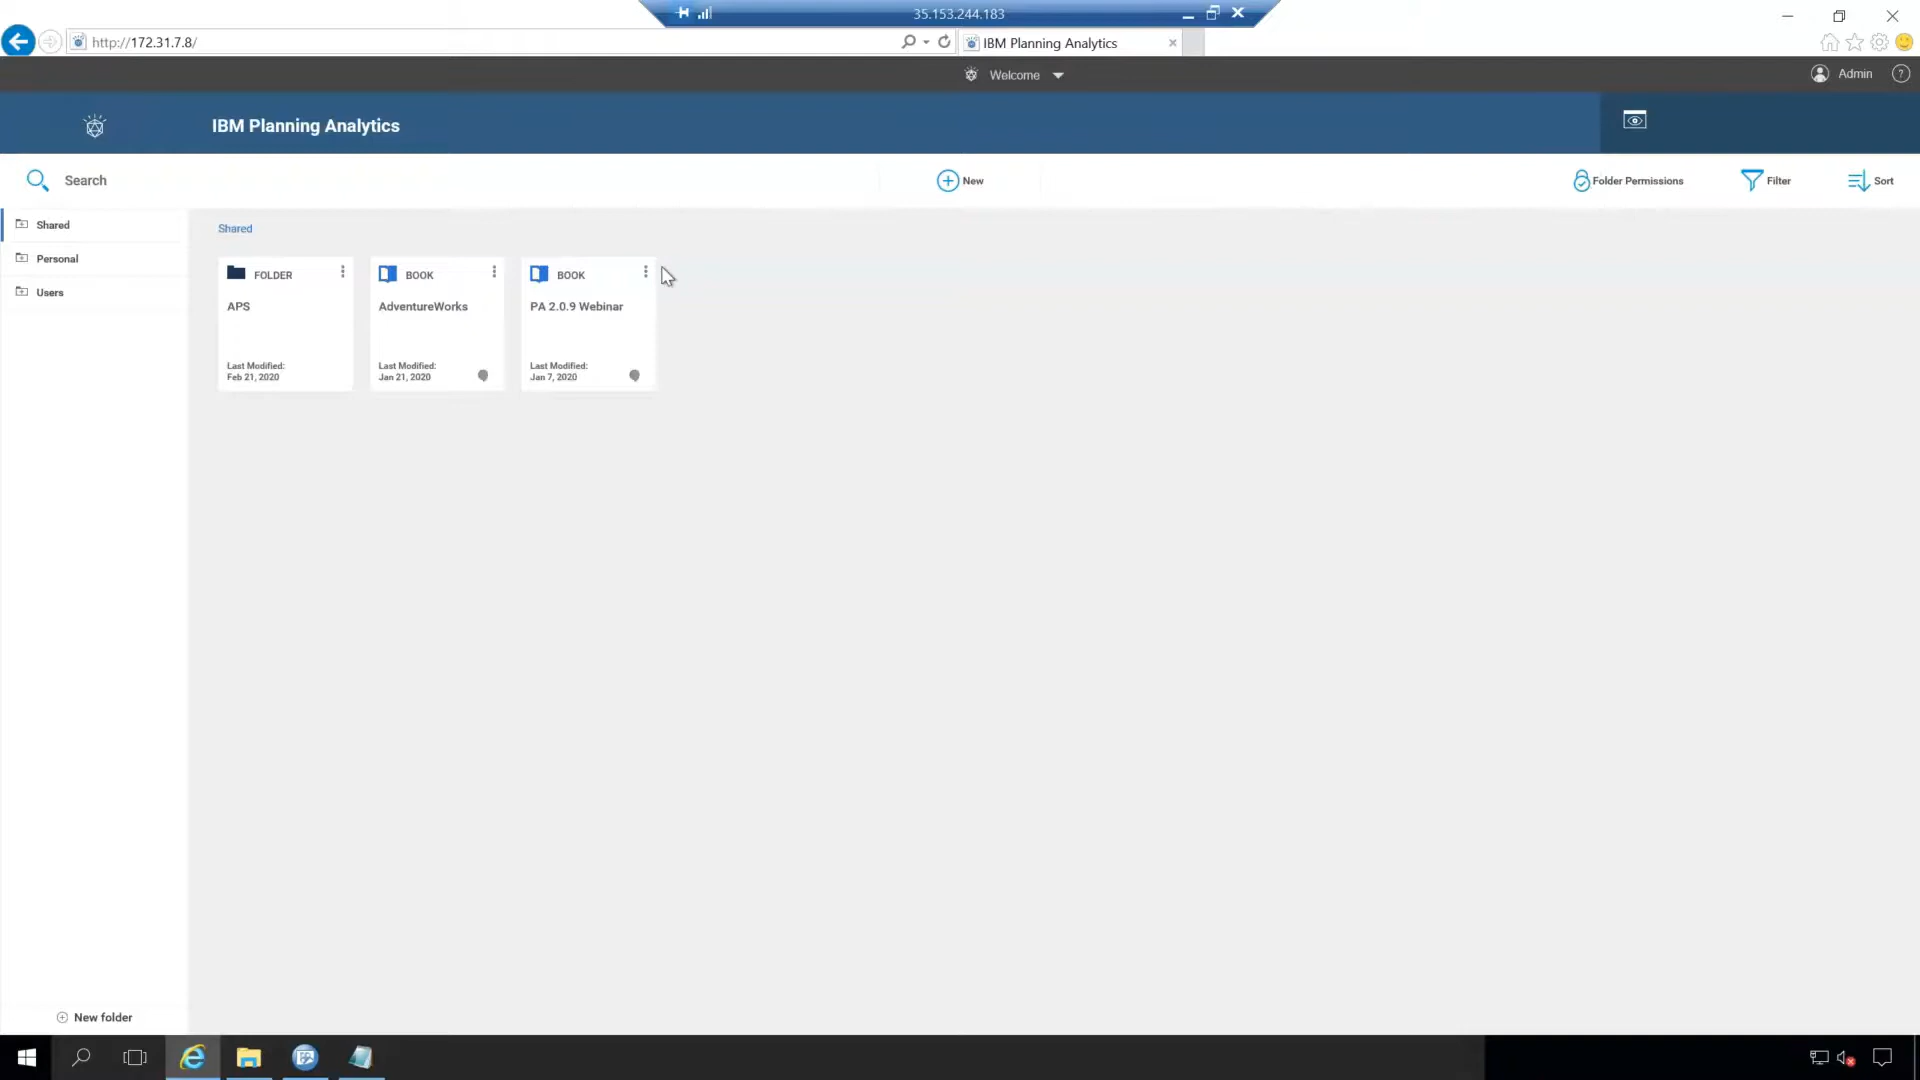 35.153.244.183
http://172.31.7.8/
IBM Planning Analytics
Welcome
Admin
?
IBM Planning Analytics
Search
New
Folder Permissions
Filter
Sort
Shared
Personal
Users
Shared
FOLDER
APS
Last Modified:
Feb 21, 2020
BOOK
AdventureWorks
Last Modified:
Jan 21, 2020
BOOK
PA 2.0.9 Webinar
Last Modified:
Jan 7, 2020
New folder